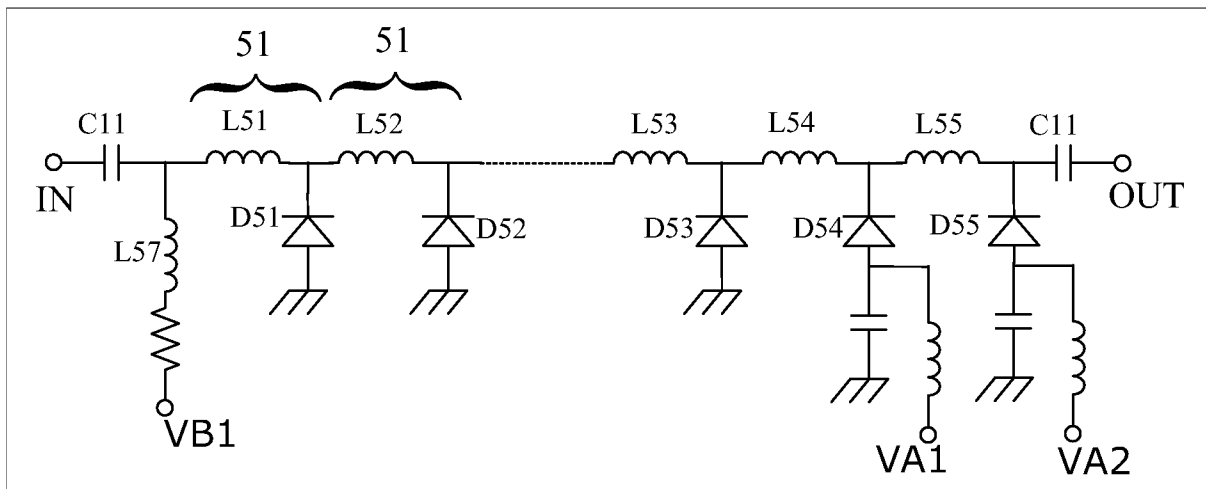 51
51
C11
L51
L52
L53
L54
L55
C11
IN
OUT
L57
D51
D52
D53
D54
D55
VB1
VA1
VA2